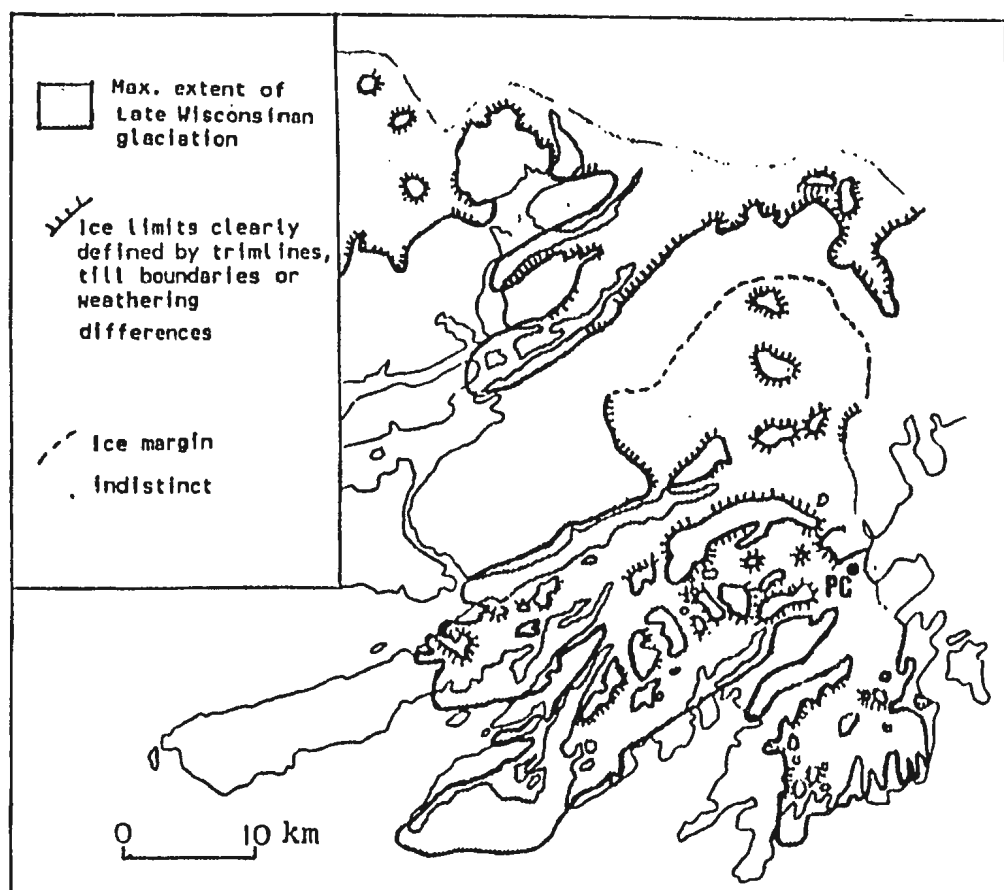 Max. extent of
Late Wisconsinan
glaciation
Ice limits clearly
defined by trimlines,
till boundaries or
weathering
differences
Ice margin
indistinct
PC
0 10 km